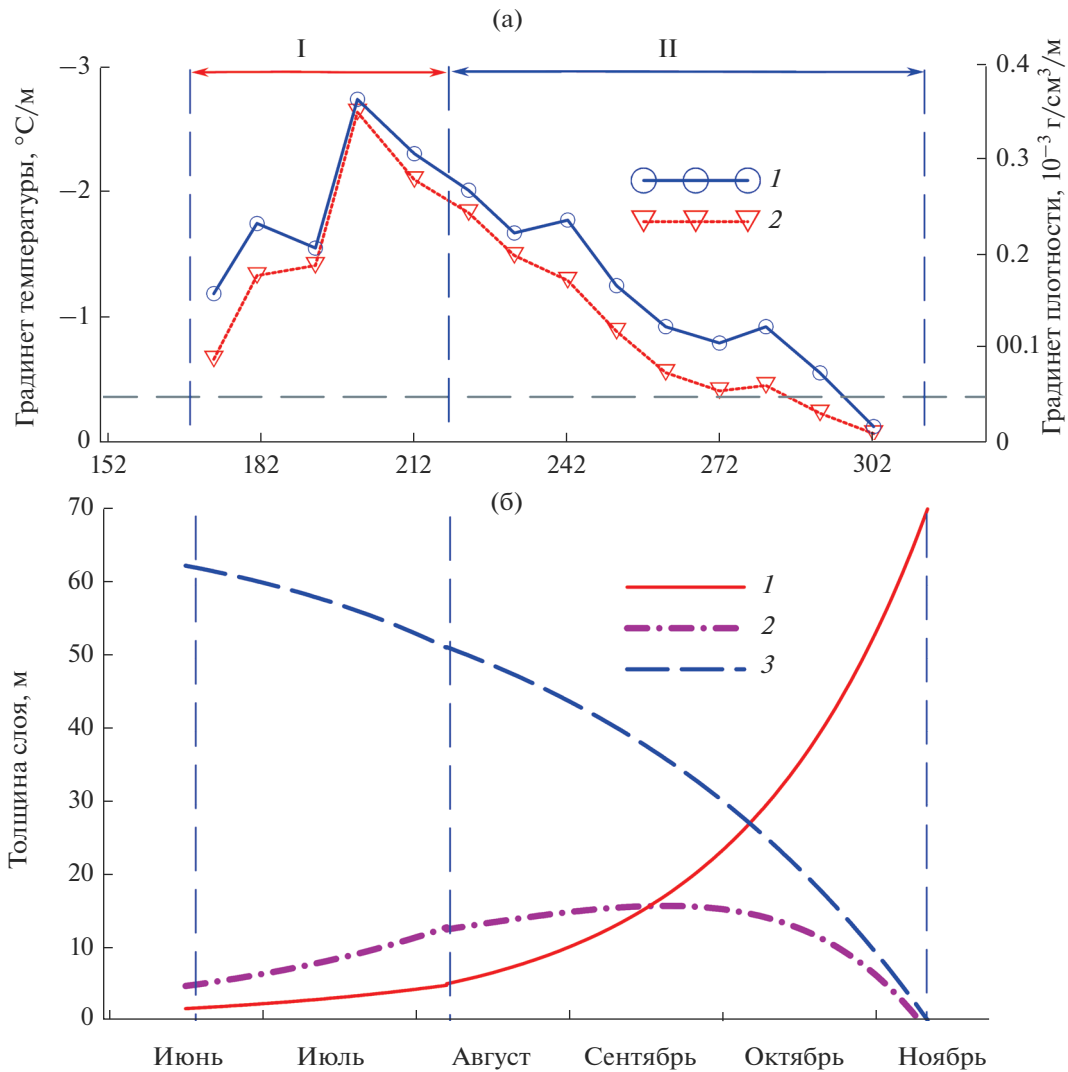 (а)
I II
–3
–2
–1
0
Градинет температуры, °C/м
0.4
0.3
0.2
00.1
0
Градинет плотности, 10⁻³ г/см³/м
1
2
152 182 212 242 272 302
(б)
70
60
50
40
30
20
10
0
Толщина слоя, м
1
2
3
Июнь Июль Август Сентябрь Октябрь Ноябрь